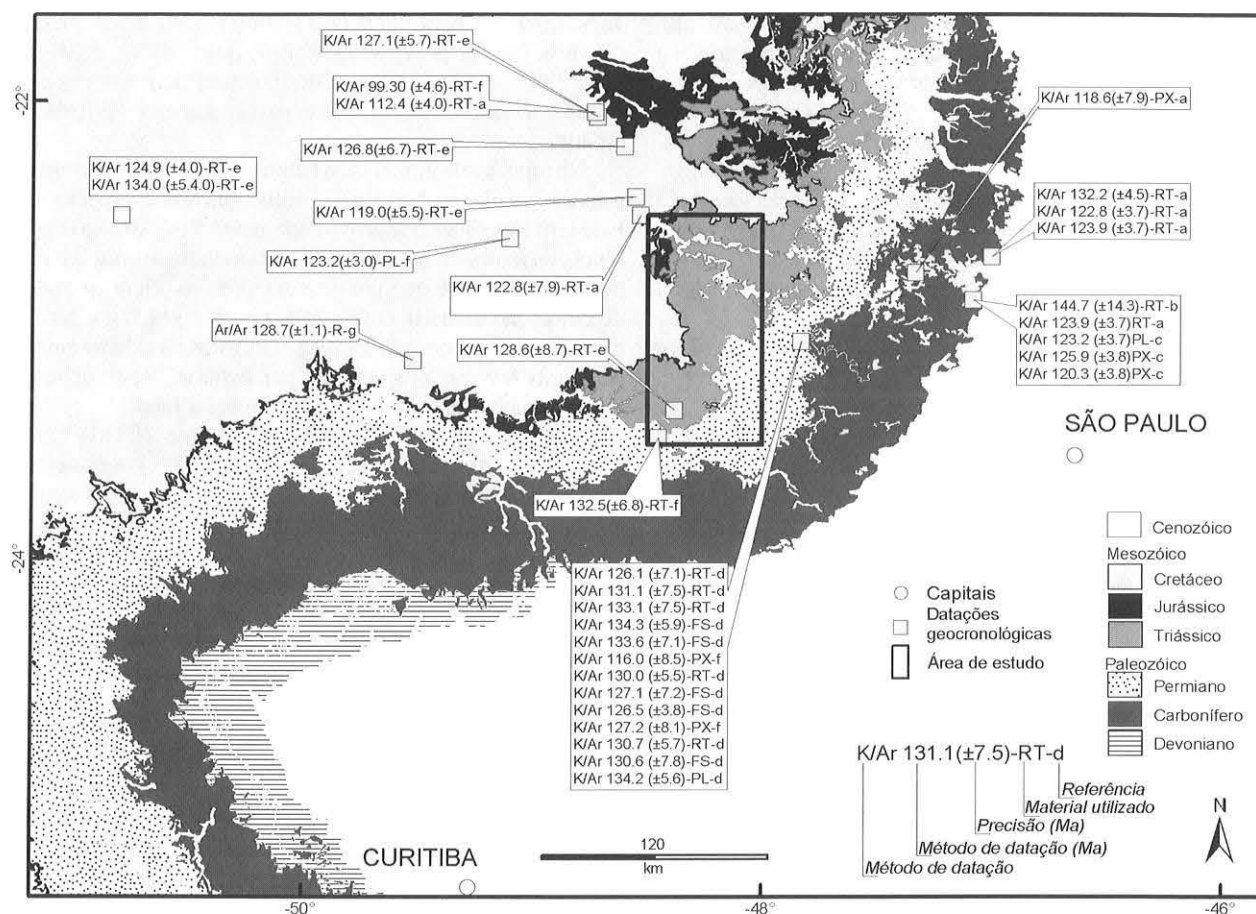 K/Ar 127.1(±5.7)-RT-e
K/Ar 99.30 (±4.6)-RT-f
K/Ar 112.4 (±4.0)-RT-a
K/Ar 126.8(±6.7)-RT-e
K/Ar 124.9 (±4.0)-RT-e
K/Ar 134.0 (±5.4.0)-RT-e
K/Ar 119.0(±5.5)-RT-e
K/Ar 123.2(±3.0)-PL-f
K/Ar 122.8(±7.9)-RT-a
Ar/Ar 128.7(±1.1)-R-g
K/Ar 128.6(±8.7)-RT-e
K/Ar 132.5(±6.8)-RT-f
K/Ar 118.6(±7.9)-PX-a
K/Ar 132.2 (±4.5)-RT-a
K/Ar 122.8 (±3.7)-RT-a
K/Ar 123.9 (±3.7)-RT-a
K/Ar 144.7 (±14.3)-RT-b
K/Ar 123.9 (±3.7)RT-a
K/Ar 123.2 (±3.7)PL-c
K/Ar 125.9 (±3.8)PX-c
K/Ar 120.3 (±3.8)PX-c
SÃO PAULO
K/Ar 126.1 (±7.1)-RT-d
K/Ar 131.1 (±7.5)-RT-d
K/Ar 133.1 (±7.5)-RT-d
K/Ar 134.3 (±5.9)-FS-d
K/Ar 133.6 (±7.1)-FS-d
K/Ar 116.0 (±8.5)-PX-f
K/Ar 130.0 (±5.5)-RT-d
K/Ar 127.1 (±7.2)-FS-d
K/Ar 126.5 (±3.8)-FS-d
K/Ar 127.2 (±8.1)-PX-f
K/Ar 130.7 (±5.7)-RT-d
K/Ar 130.6 (±7.8)-FS-d
K/Ar 134.2 (±5.6)-PL-d
Capitais
Datações
geocronológicas
Área de estudo
Cenozóico
Mesozóico
Cretáceo
Jurássico
Triássico
Paleozóico
Permiano
Carbonífero
Devoniano
K/Ar 131.1(±7.5)-RT-d
Referência
Material utilizado
Precisão (Ma)
Método de datação (Ma)
Método de datação
N
CURITIBA
120
km
-22
-24
-50
-48
-46